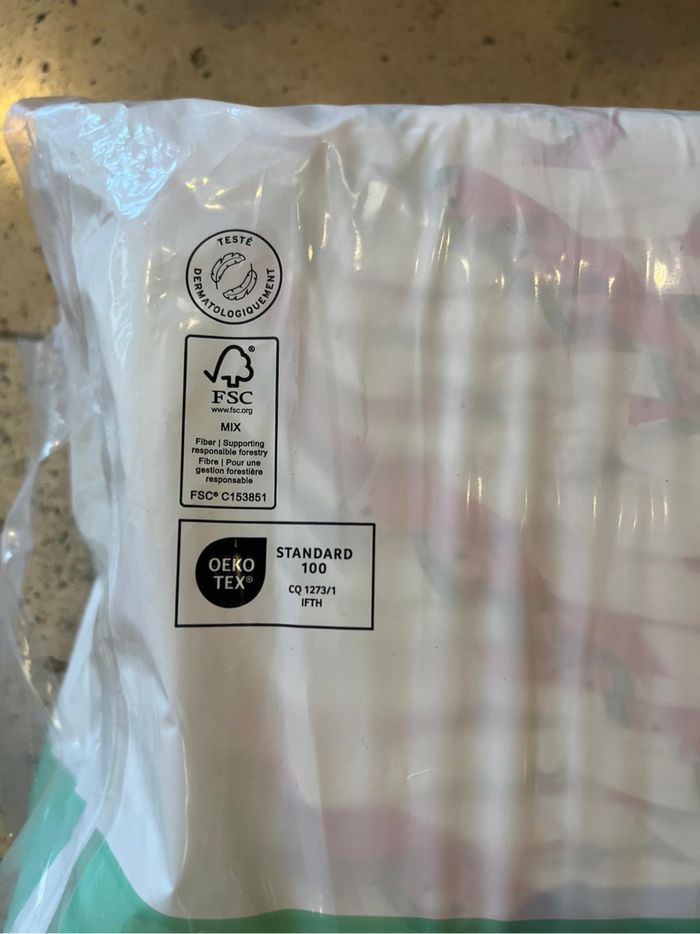 TESTÉ
DERMATOLOGIQUEMENT
FSC®
www.fsc.org
MIX
Fiber | Supporting
responsible forestry
Fibre | Pour une
gestion forestière
responsable
FSC® C153851
OEKO
TEX®
STANDARD
100
CQ 1273/1
IFTH